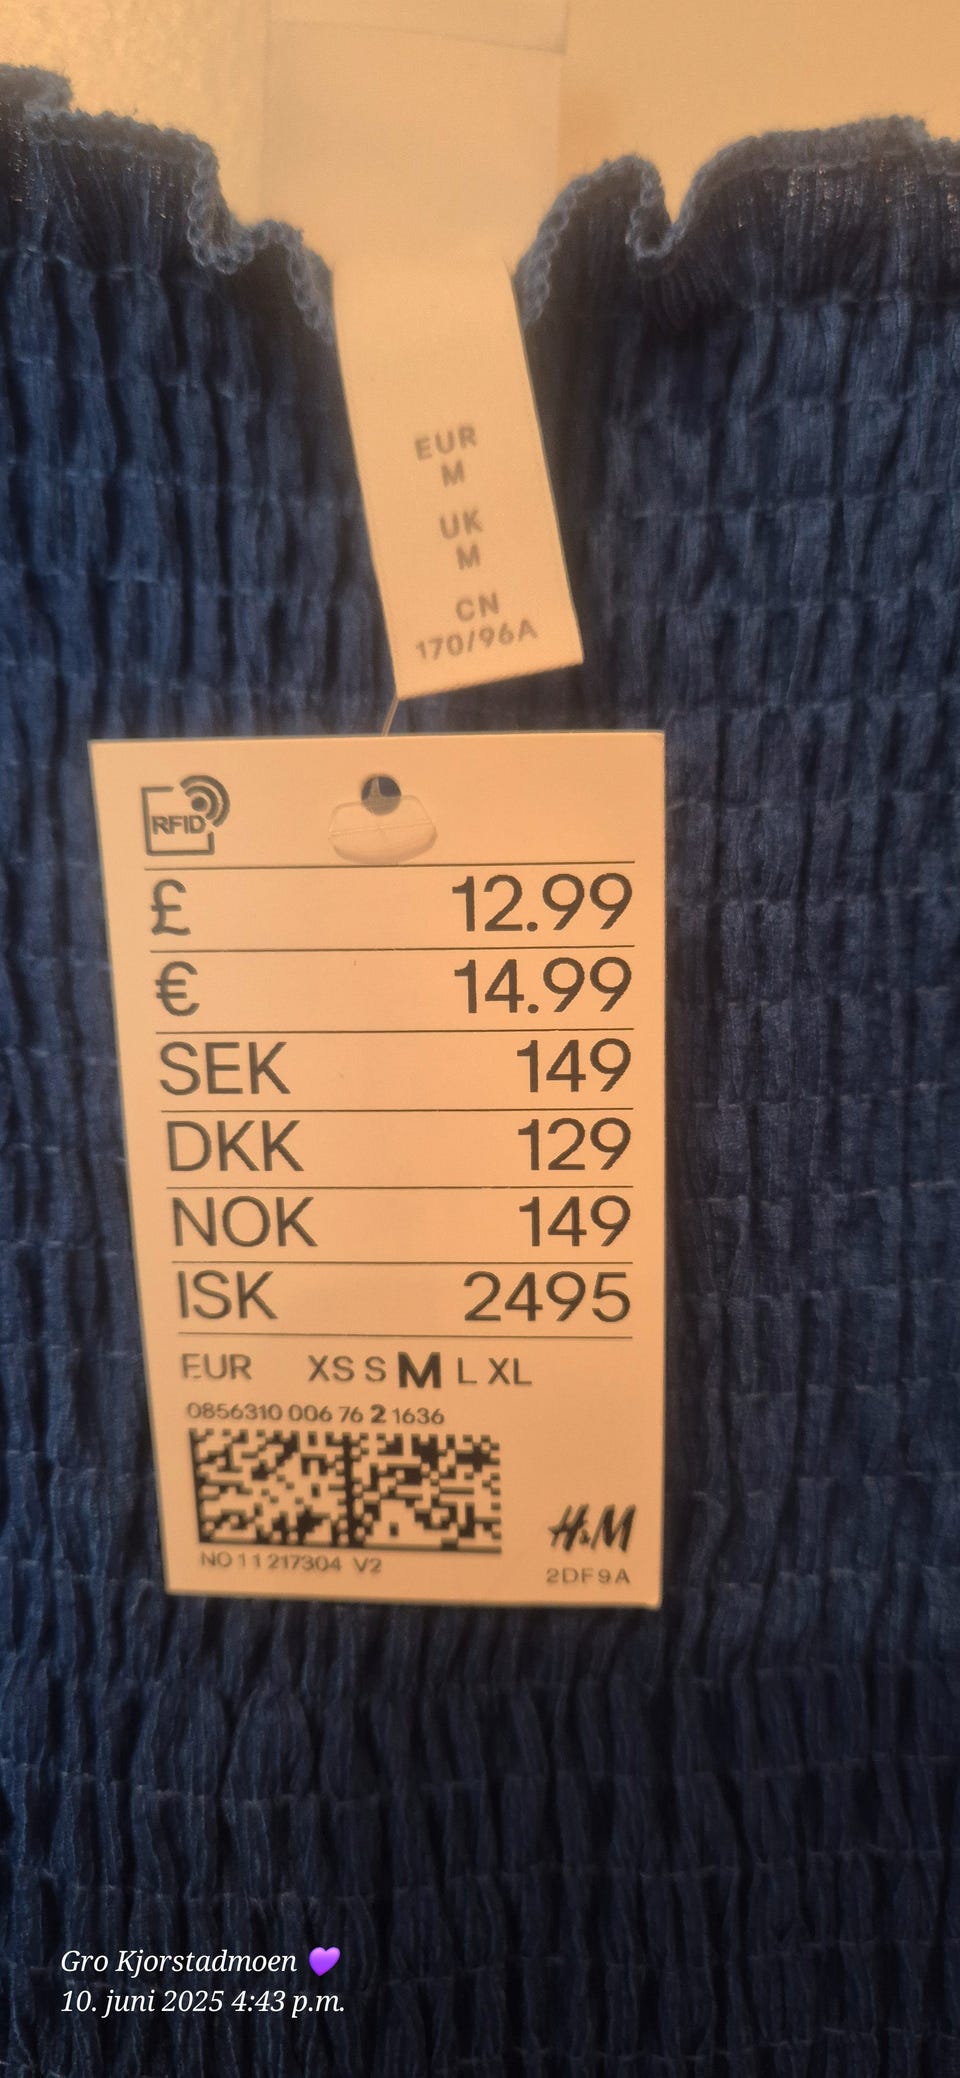 EUR
M
UK
M
CN
170/96A
RFID
£ 12.99
€ 14.99
SEK 149
DKK 129
NOK 149
ISK 2495
EUR XS S M L XL
0856310 006 76 2 1636
NO 11 217304 V2
H&M
2DF9A
Gro Kjorstadmoen 💜
10. juni 2025 4:43 p.m.